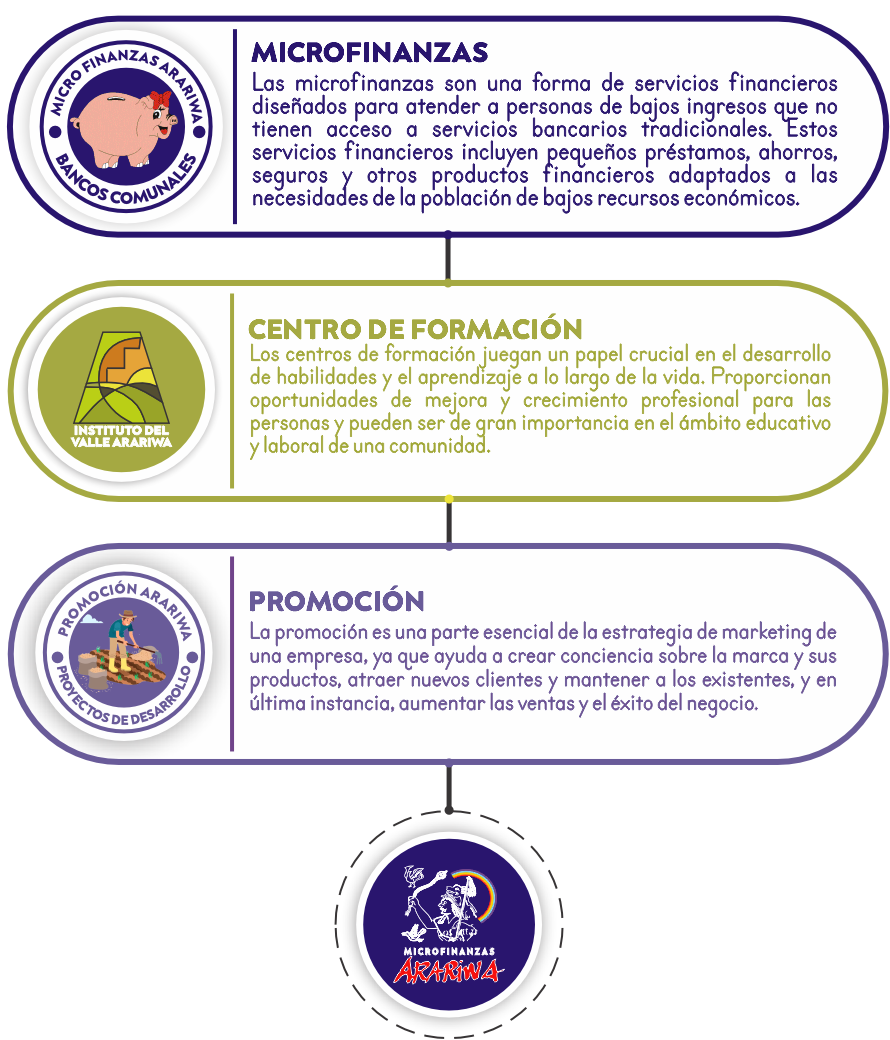 MICRO FINANZAS ARARIWA
BANCOS COMUNALES
MICROFINANZAS
Las microfinanzas son una forma de servicios financieros
diseñados para atender a personas de bajos ingresos que no
tienen acceso a servicios bancarios tradicionales. Estos
servicios financieros incluyen pequeños préstamos, ahorros,
seguros y otros productos financieros adaptados a las
necesidades de la población de bajos recursos económicos.
INSTITUTO DEL
VALLE ARARIWA
CENTRO DE FORMACIÓN
Los centros de formación juegan un papel crucial en el desarrollo
de habilidades y el aprendizaje a lo largo de la vida. Proporcionan
oportunidades de mejora y crecimiento profesional para las
personas y pueden ser de gran importancia en el ámbito educativo
y laboral de una comunidad.
PROMOCIÓN ARARIWA
PROYECTOS DE DESARROLLO
PROMOCIÓN
La promoción es una parte esencial de la estrategia de marketing de
una empresa, ya que ayuda a crear conciencia sobre la marca y sus
productos, atraer nuevos clientes y mantener a los existentes, y en
última instancia, aumentar las ventas y el éxito del negocio.
MICROFINANZAS
ARARIWA